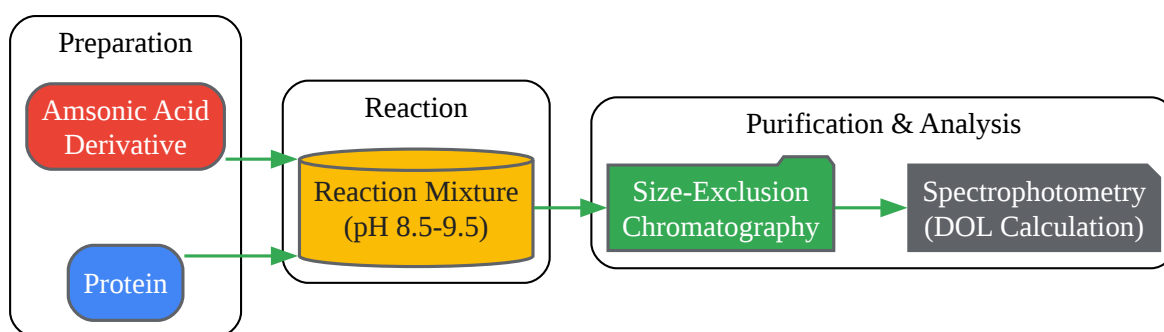 Preparation
Amsonic Acid
Derivative
Protein
Reaction
Reaction Mixture
(pH 8.5-9.5)
Purification & Analysis
Size-Exclusion
Chromatography
Spectrophotometry
(DOL Calculation)